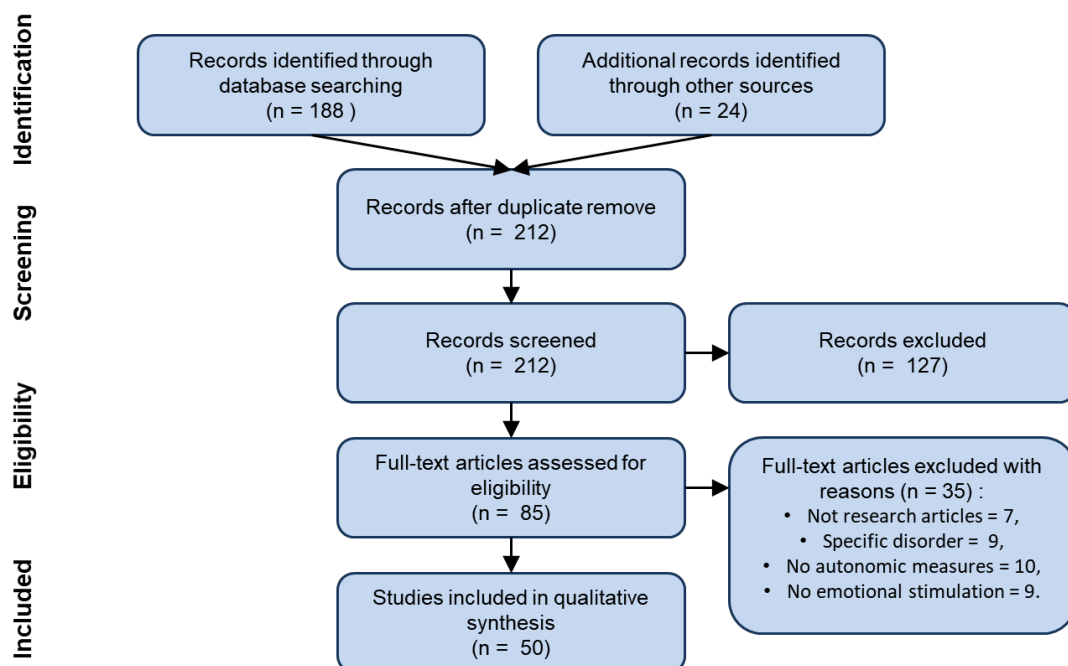 Identification
Records identified through
database searching
(n = 188 )
Additional records identified
through other sources
(n = 24)
Screening
Records after duplicate remove
(n = 212)
Records screened
(n = 212)
Records excluded
(n = 127)
Eligibility
Full-text articles assessed for
eligibility
(n = 85)
Full-text articles excluded with
reasons (n = 35) :
• Not research articles = 7,
• Specific disorder = 9,
• No autonomic measures = 10,
• No emotional stimulation = 9.
Included
Studies included in qualitative
synthesis
(n = 50)